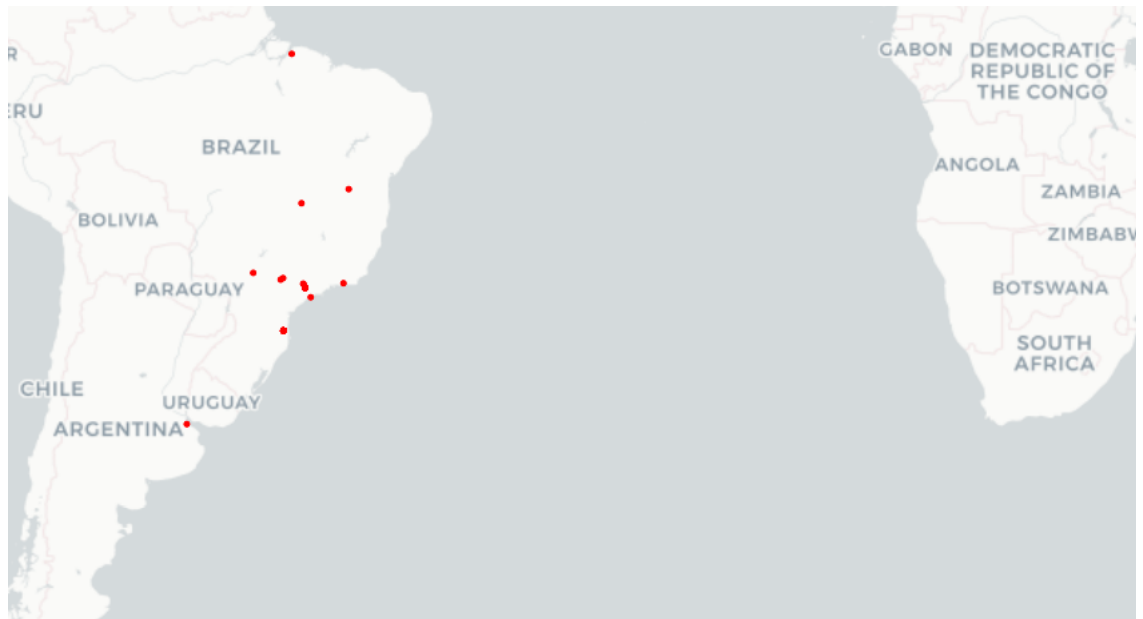 R
GABON
DEMOCRATIC
REPUBLIC OF
THE CONGO
ERU
BRAZIL
ANGOLA
ZAMBIA
BOLIVIA
ZIMBABW
PARAGUAY
BOTSWANA
SOUTH
AFRICA
CHILE
URUGUAY
ARGENTINA